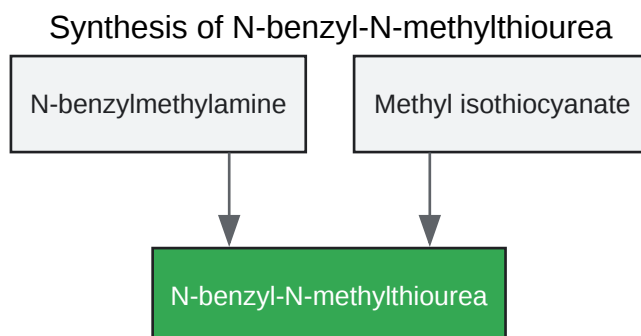 Synthesis of N-benzyl-N-methylthiourea
N-benzylmethylamine
Methyl isothiocyanate
N-benzyl-N-methylthiourea